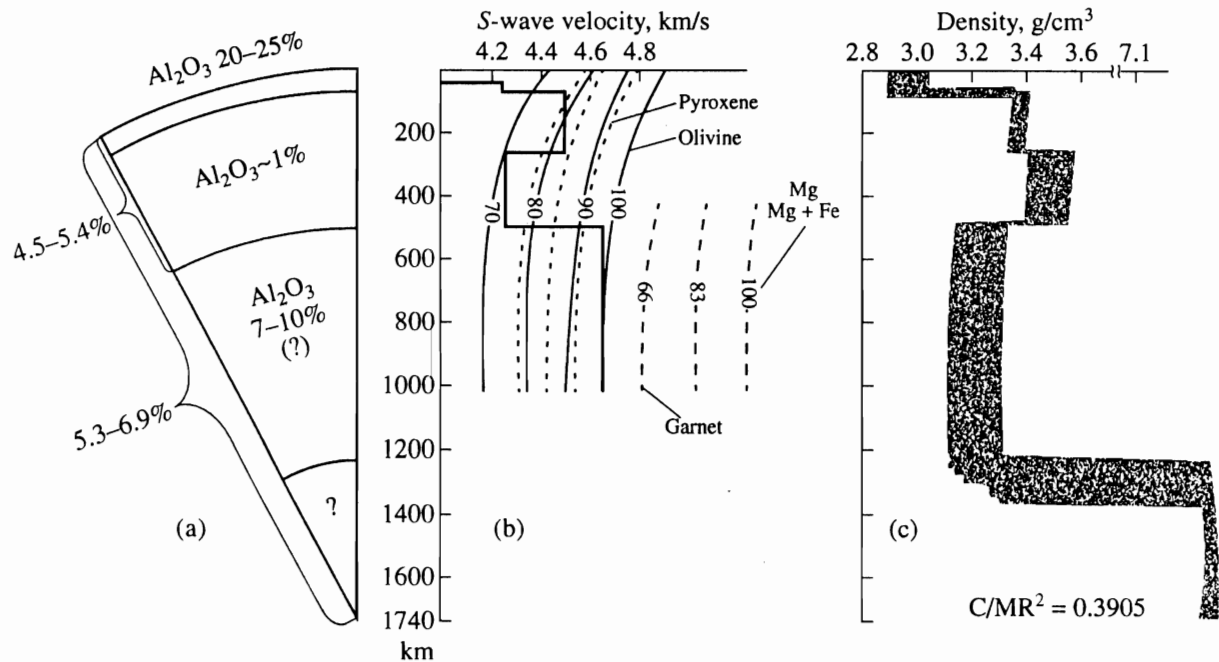 Al₂O₃ 20–25%
Al₂O₃~1%
4.5–5.4%
Al₂O₃
7–10%
(?)
5.3–6.9%
?
(a)
S-wave velocity, km/s
4.2 4.4 4.6 4.8
200
400
600
800
1000
1200
1400
1600
1740
km
Pyroxene
Olivine
70
80
90
100
Mg
Mg + Fe
66
83
100
Garnet
(b)
Density, g/cm³
2.8 3.0 3.2 3.4 3.6 7.1
(c)
C/MR² = 0.3905